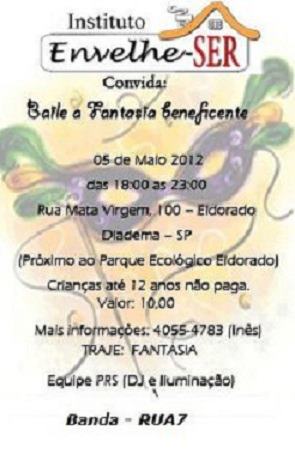 Instituto
Envelhe-SER
Convida:
Baile a Fantasia Beneficente
05 de Maio 2012
das 18:00 as 23:00
Rua Mata Virgem, 100 - Eldorado
Diadema - SP
(Próximo ao Parque Ecológico Eldorado)
Crianças até 12 anos não paga.
Valor: 10,00
Mais informações: 4055-4783 (Inês)
TRAJE: FANTASIA
Equipe PRS (DJ e Iluminação)
Banda - RUA7